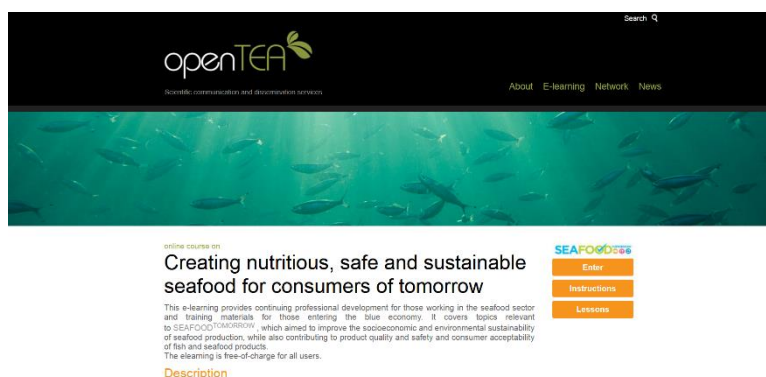 Search
openTEA
Scientific communication and dissemination services
About E-learning Network News
online course on
Creating nutritious, safe and sustainable
seafood for consumers of tomorrow
SEAFOOD
Enter
Instructions
Lessons
This e-learning provides continuing professional development for those working in the seafood sector
and training materials for those entering the blue economy. It covers topics relevant
to SEAFOODTOMORROW , which aimed to improve the socioeconomic and environmental sustainability
of seafood production, while also contributing to product quality and safety and consumer acceptability
of fish and seafood products.
The elearning is free-of-charge for all users.
Description